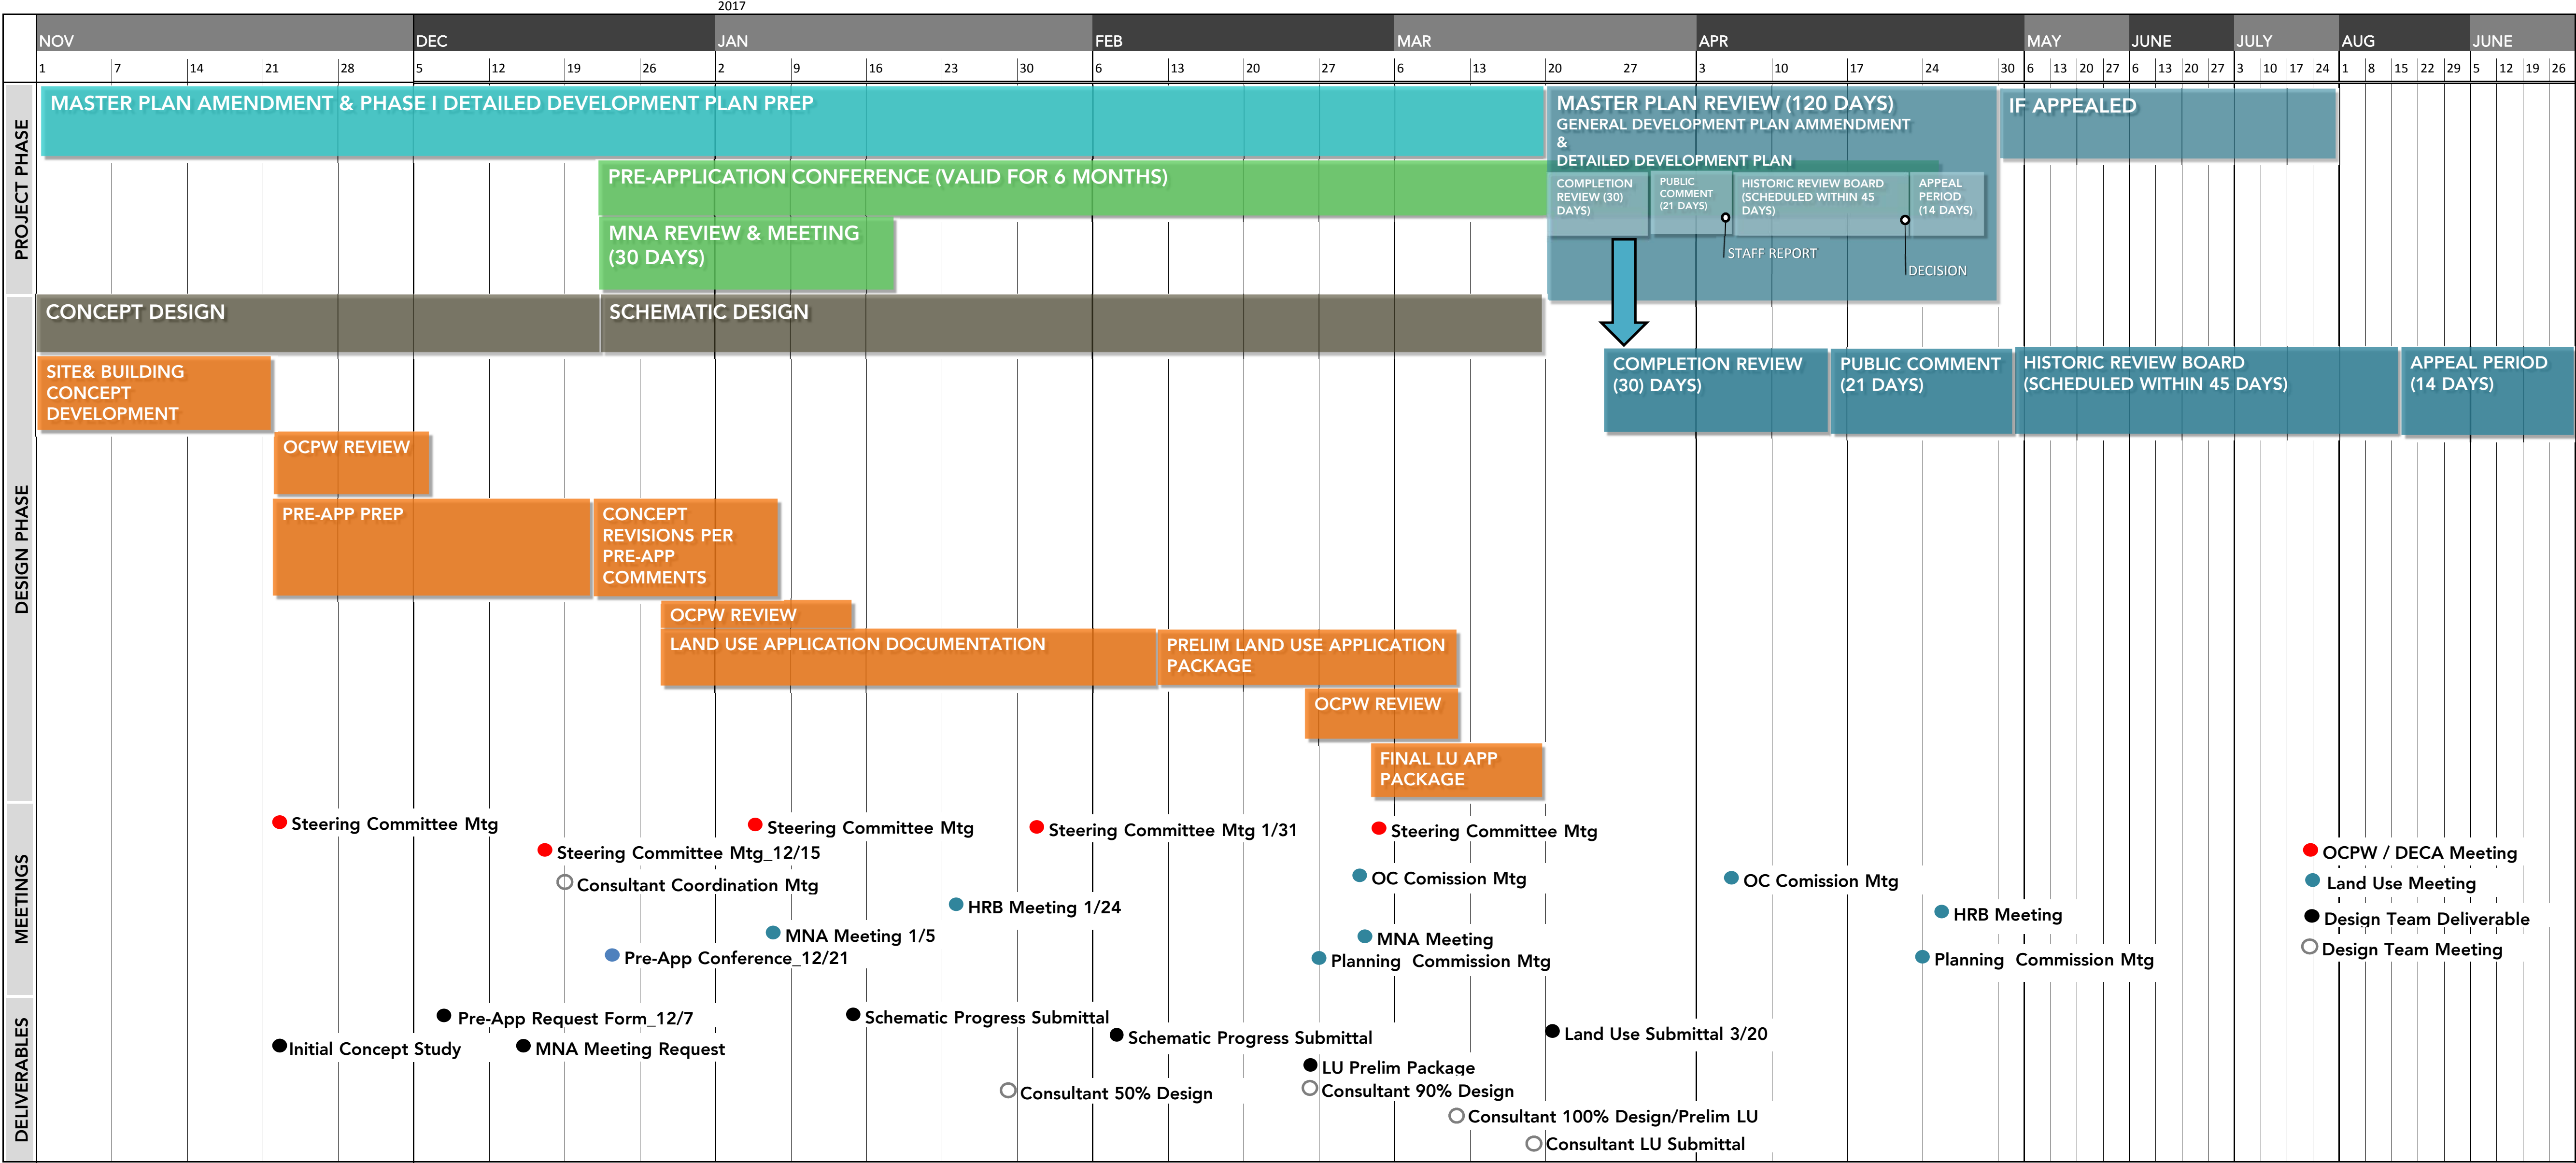 2017
NOV DEC JAN FEB MAR APR MAY JUNE JULY AUG JUNE
1 7 14 21 28 5 12 19 26 2 9 16 23 30 6 13 20 27 6 13 20 27 3 10 17 24 30 6 13 20 27 6 13 20 27 3 10 17 24 1 8 15 22 29 5 12 19 26
PROJECT PHASE
MASTER PLAN AMENDMENT & PHASE I DETAILED DEVELOPMENT PLAN PREP
MASTER PLAN REVIEW (120 DAYS)
GENERAL DEVELOPMENT PLAN AMMENDMENT
&
DETAILED DEVELOPMENT PLAN
IF APPEALED
PRE-APPLICATION CONFERENCE (VALID FOR 6 MONTHS)
COMPLETION
REVIEW (30)
DAYS)
PUBLIC
COMMENT
(21 DAYS)
HISTORIC REVIEW BOARD
(SCHEDULED WITHIN 45
DAYS)
APPEAL
PERIOD
(14 DAYS)
MNA REVIEW & MEETING
(30 DAYS)
STAFF REPORT
DECISION
DESIGN PHASE
CONCEPT DESIGN
SCHEMATIC DESIGN
SITE& BUILDING
CONCEPT
DEVELOPMENT
COMPLETION REVIEW
(30) DAYS)
PUBLIC COMMENT
(21 DAYS)
HISTORIC REVIEW BOARD
(SCHEDULED WITHIN 45 DAYS)
APPEAL PERIOD
(14 DAYS)
OCPW REVIEW
PRE-APP PREP
CONCEPT
REVISIONS PER
PRE-APP
COMMENTS
OCPW REVIEW
LAND USE APPLICATION DOCUMENTATION
PRELIM LAND USE APPLICATION
PACKAGE
OCPW REVIEW
FINAL LU APP
PACKAGE
MEETINGS
Steering Committee Mtg
Steering Committee Mtg
Steering Committee Mtg 1/31
Steering Committee Mtg
Steering Committee Mtg_12/15
OCPW / DECA Meeting
Consultant Coordination Mtg
OC Comission Mtg
OC Comission Mtg
Land Use Meeting
HRB Meeting 1/24
HRB Meeting
Design Team Deliverable
MNA Meeting 1/5
MNA Meeting
Design Team Meeting
Pre-App Conference_12/21
Planning Commission Mtg
Planning Commission Mtg
DELIVERABLES
Pre-App Request Form_12/7
Schematic Progress Submittal
Schematic Progress Submittal
Land Use Submittal 3/20
Initial Concept Study
MNA Meeting Request
LU Prelim Package
Consultant 50% Design
Consultant 90% Design
Consultant 100% Design/Prelim LU
Consultant LU Submittal